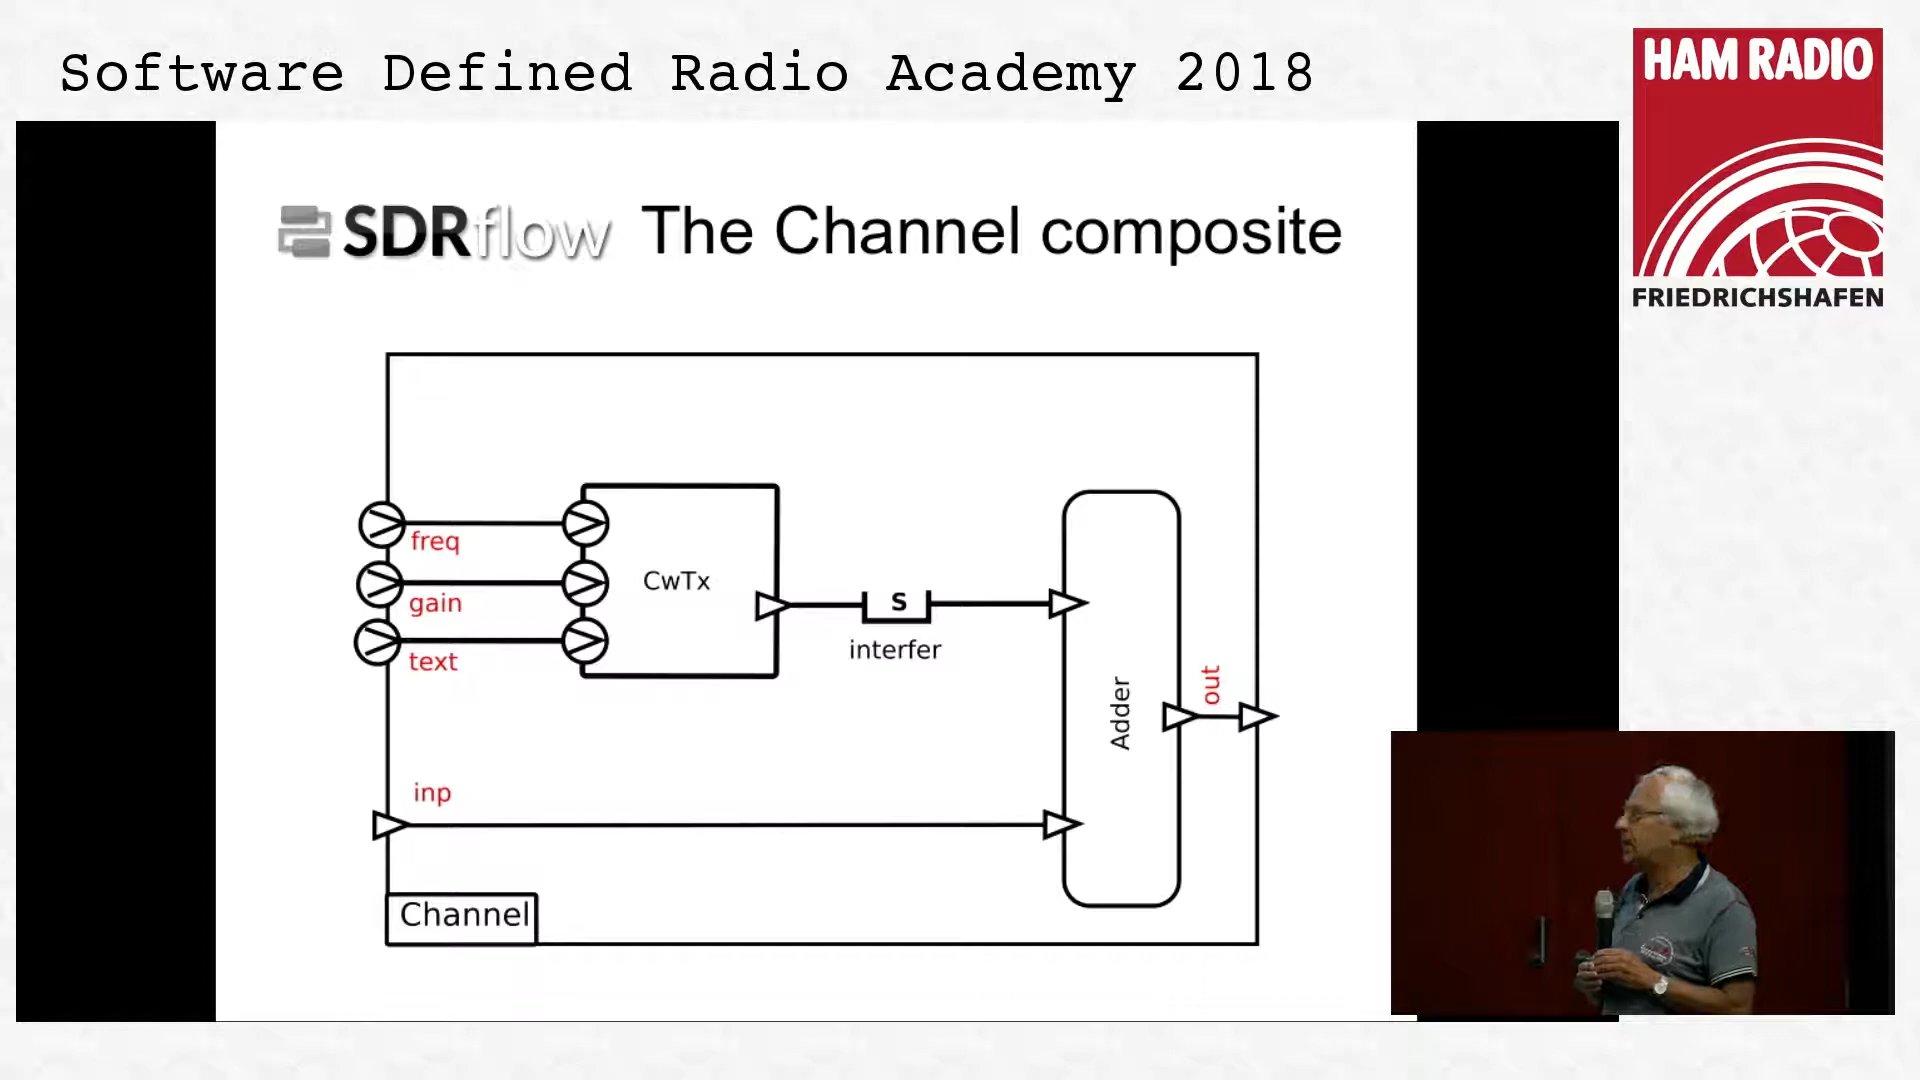 Software Defined Radio Academy 2018
HAM RADIO
FRIEDRICHSHAFEN
SDRflow The Channel composite
freq
gain
text
CwTx
S
interfer
Adder
out
inp
Channel